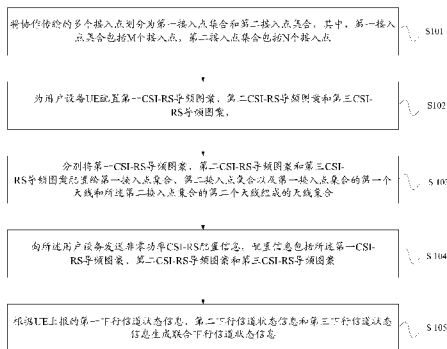 将协作传输的多个接入点划分为第一接入点集合和第二接入点集合，其中，第一接入点集合包括M个接入点，第二接入点集合包括N个接入点
S101
为用户设备UE配置第一CSI-RS导频图案、第二CSI-RS导频图案和第三CSI-RS导频图案，
S102
分别将第一CSI-RS导频图案、第二CSI-RS导频图案和第三CSI-RS导频图案配置给第一接入点集合、第二接入点集合以及第一接入点集合的第一个天线和所述第二接入点集合的第二个天线组成的天线集合
S103
向所述用户设备发送非零功率CSI-RS配置信息，配置信息包括所述第一CSI-RS导频图案、第二CSI-RS导频图案和第三CSI-RS导频图案
S104
根据UE上报的第一下行信道状态信息、第二下行信道状态信息和第三下行信道状态信息生成联合下行信道状态信息
S105